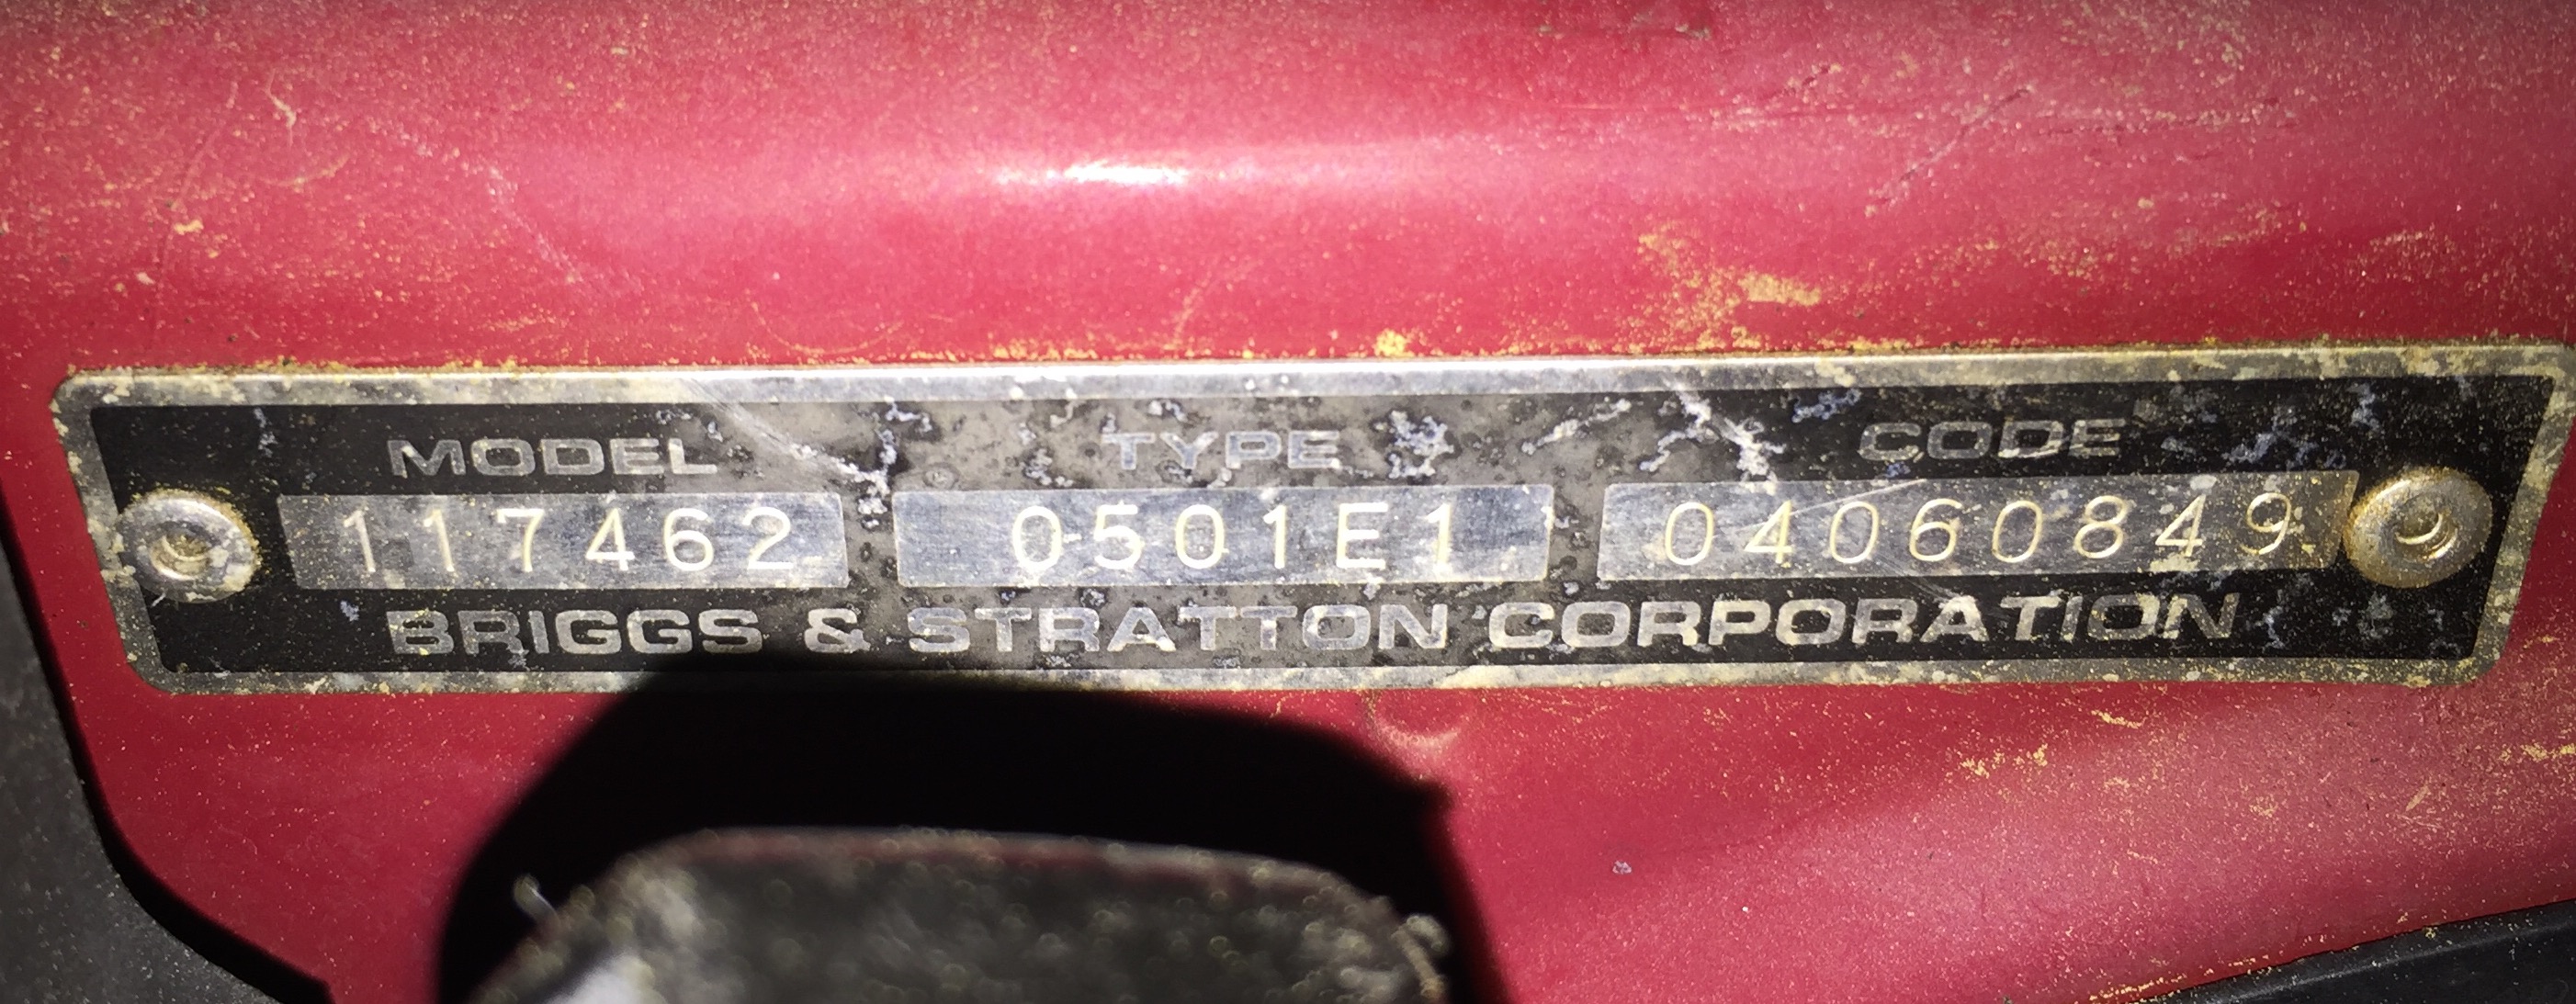 MODEL TYPE CODE
117462 0501E1 04060849
BRIGGS & STRATTON CORPORATION